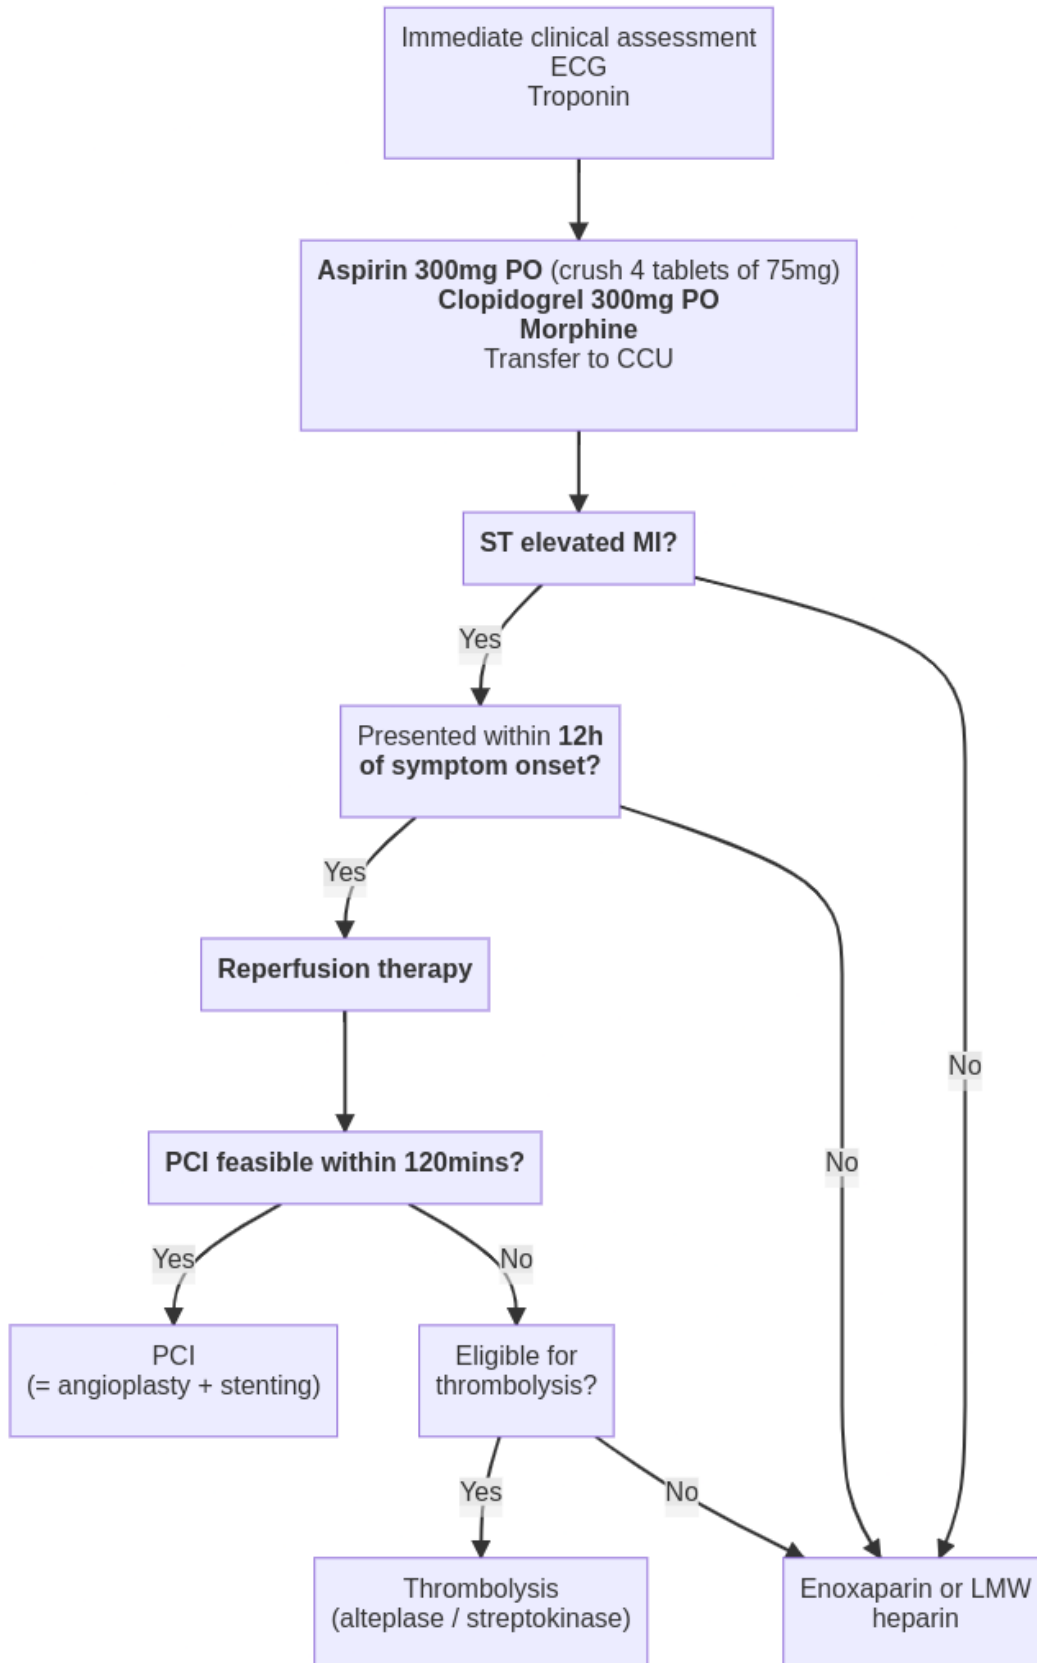 Immediate clinical assessment
ECG
Troponin
Aspirin 300mg PO (crush 4 tablets of 75mg)
Clopidogrel 300mg PO
Morphine
Transfer to CCU
ST elevated MI?
Yes
Presented within 12h
of symptom onset?
Yes
Reperfusion therapy
No
PCI feasible within 120mins?
No
Yes
No
PCI
(= angioplasty + stenting)
Eligible for
thrombolysis?
Yes
No
Thrombolysis
(alteplase / streptokinase)
Enoxaparin or LMW
heparin